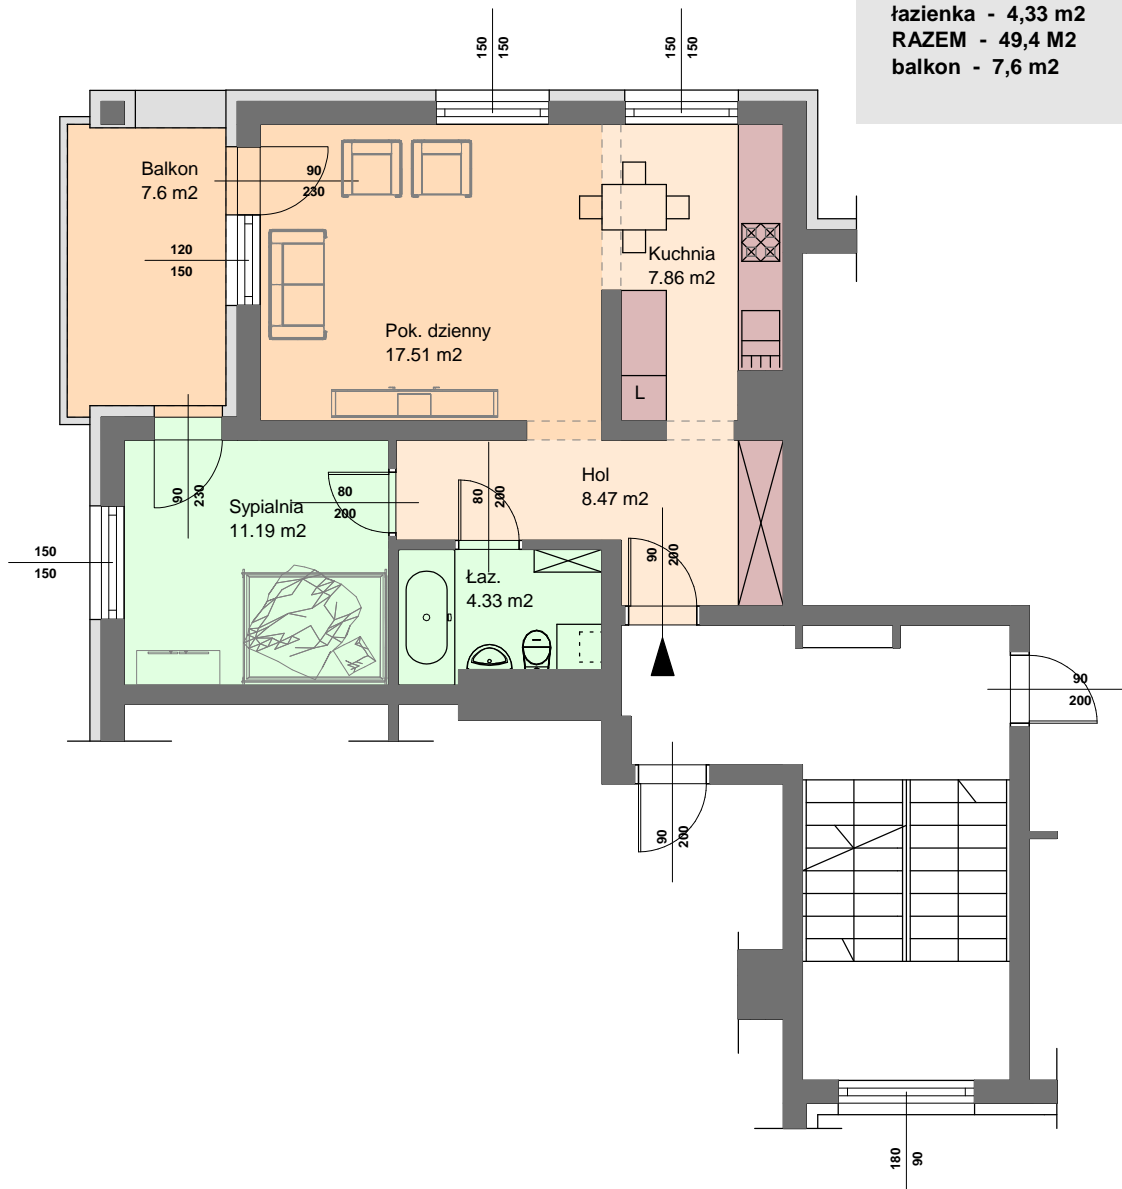 łazienka - 4,33 m2
RAZEM - 49,4 M2
balkon - 7,6 m2
150
150
150
150
Balkon
7.6 m2
90
230
120
150
Kuchnia
7.86 m2
Pok. dzienny
17.51 m2
L
Hol
8.47 m2
90
230
Sypialnia
11.19 m2
80
200
80
200
150
150
90
200
Łaz.
4.33 m2
90
200
90
200
180
90